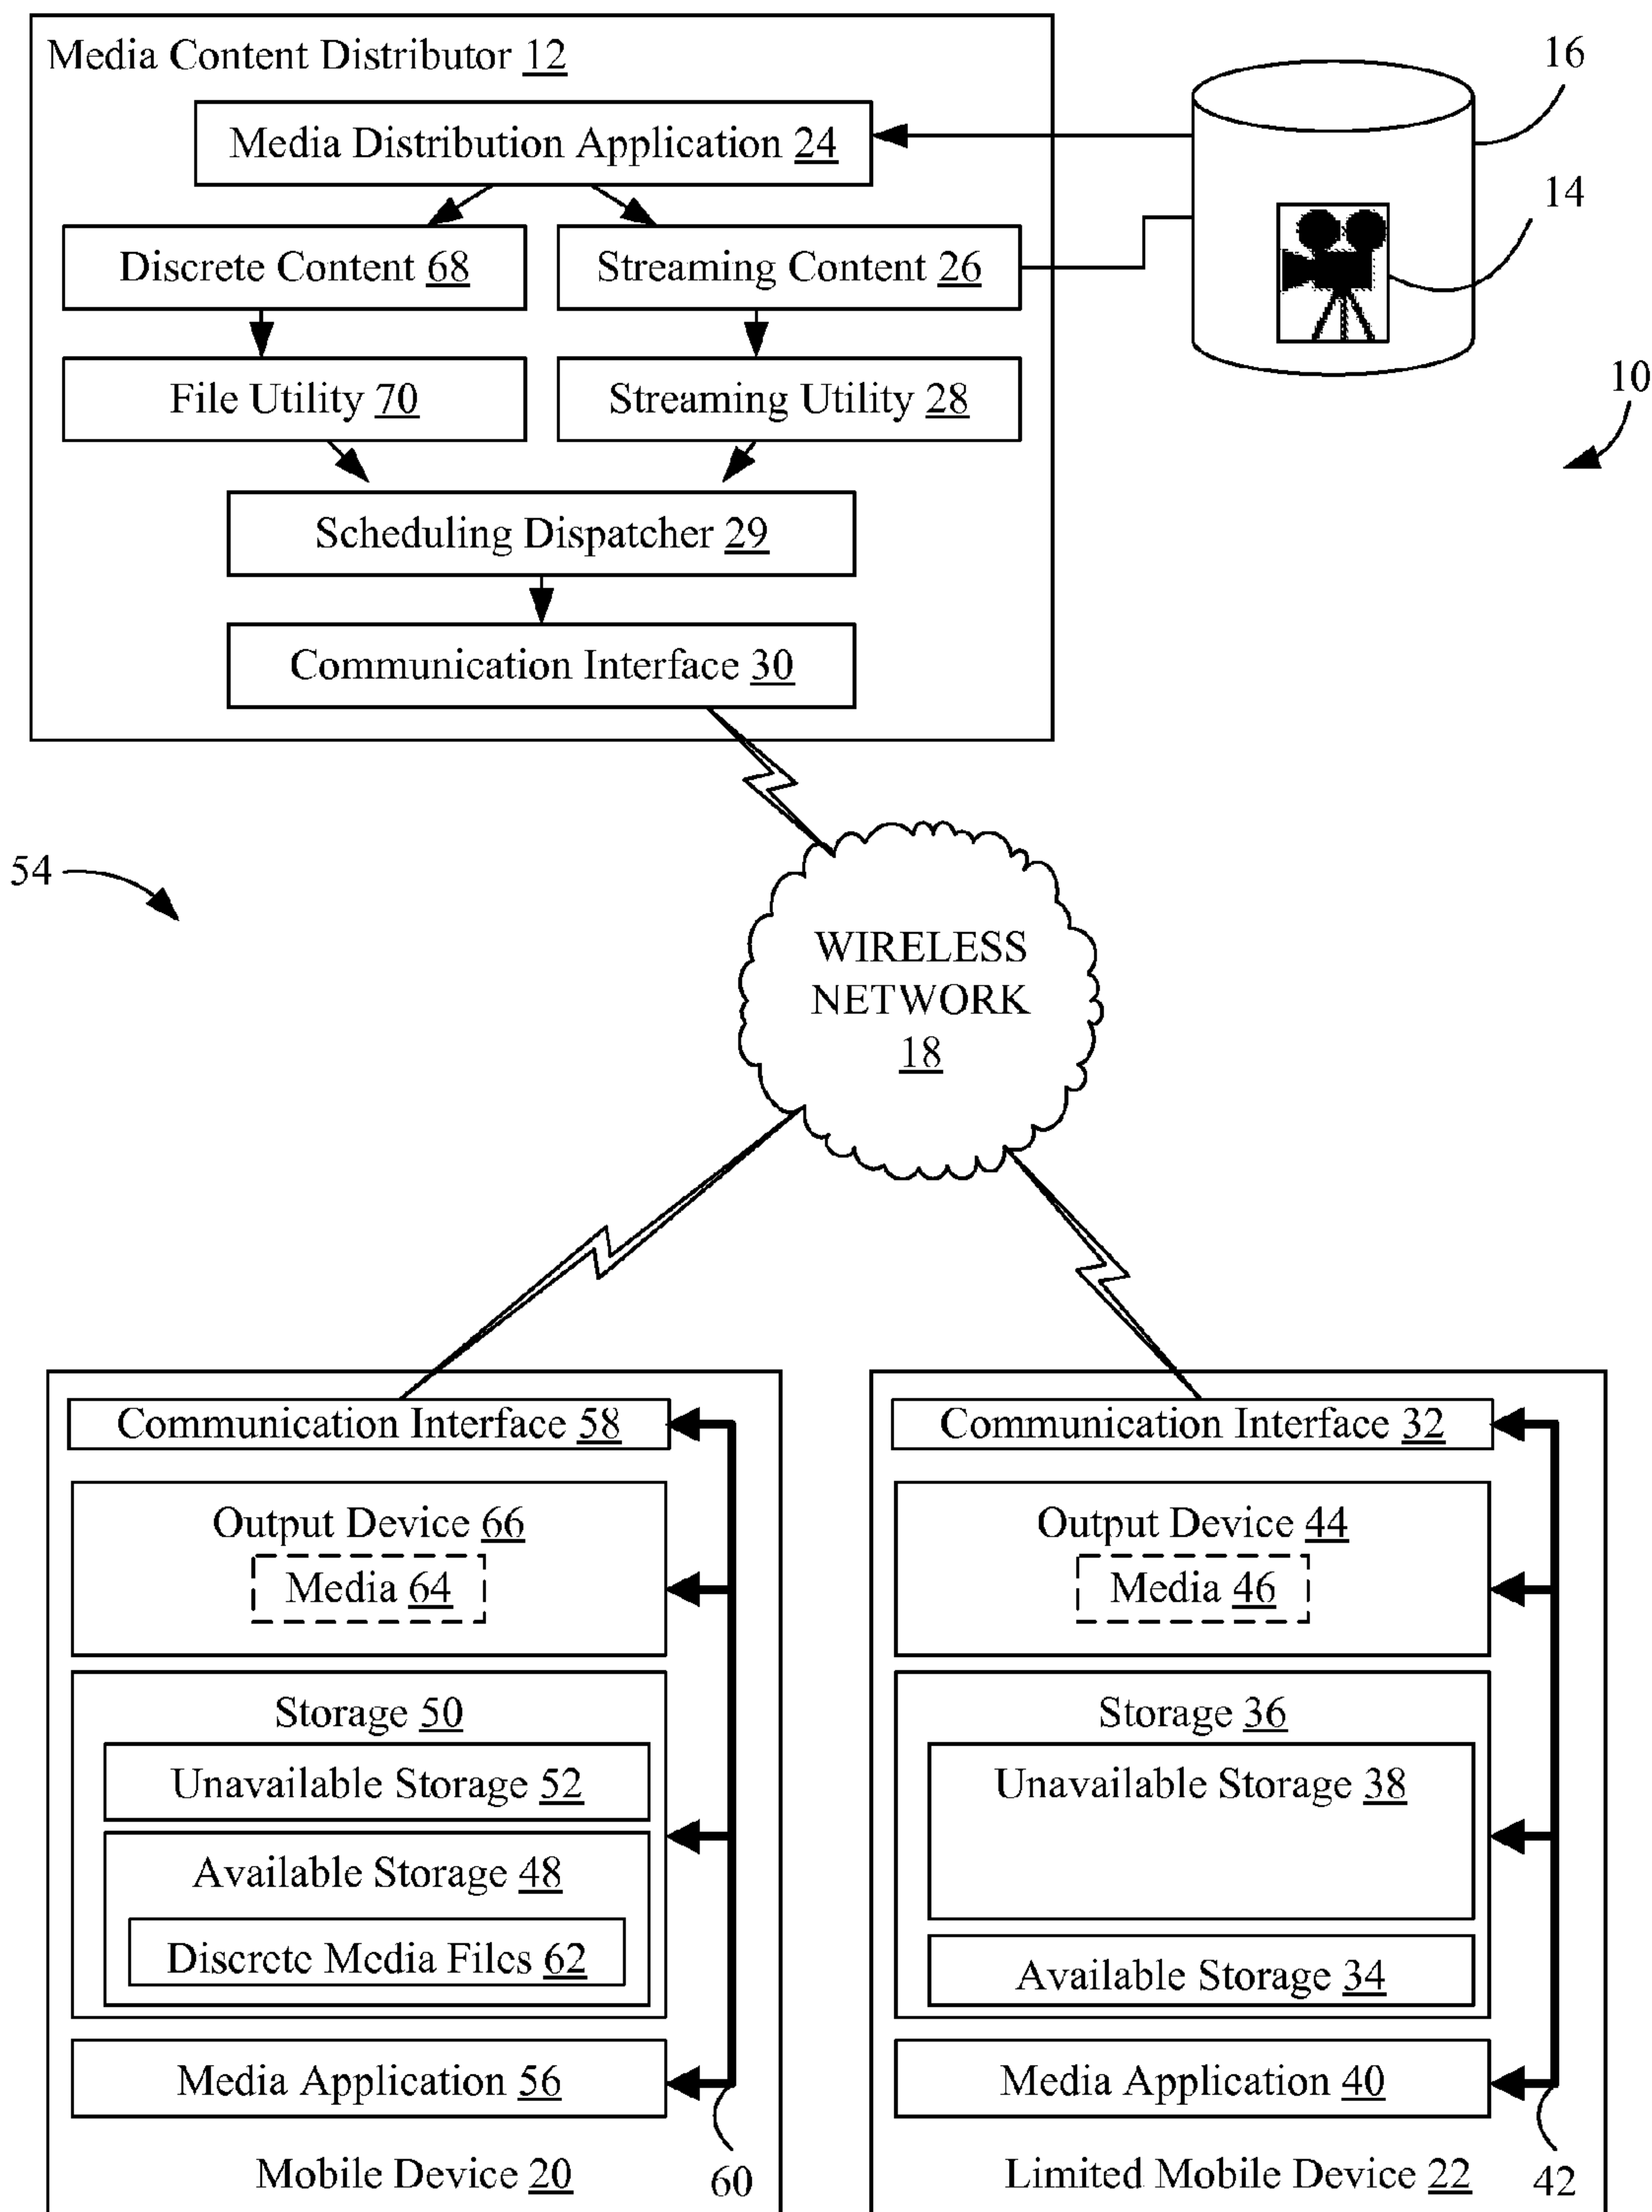 Media Content Distributor 12
16
Media Distribution Application 24
14
Discrete Content 68
Streaming Content 26
10
File Utility 70
Streaming Utility 28
Scheduling Dispatcher 29
Communication Interface 30
54
WIRELESS
NETWORK
18
Communication Interface 58
Output Device 66
Media 64
Storage 50
Unavailable Storage 52
Available Storage 48
Discrete Media Files 62
Media Application 56
Mobile Device 20
60
Communication Interface 32
Output Device 44
Media 46
Storage 36
Unavailable Storage 38
Available Storage 34
Media Application 40
Limited Mobile Device 22
42